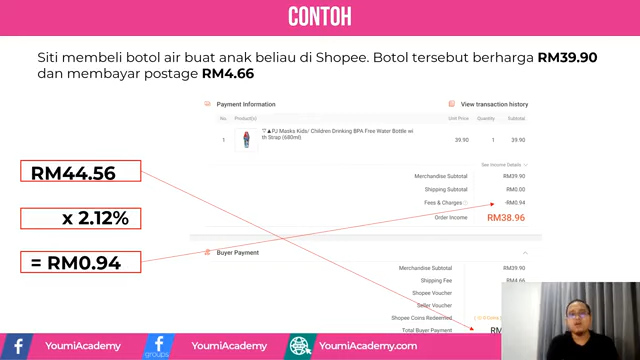 CONTOH
Siti membeli botol air buat anak beliau di Shopee. Botol tersebut berharga RM39.90
dan membayar postage RM4.66
Payment Information
View transaction history
No. Product(s) Unit Price Quantity Subtotal
1 ▽▲PJ Masks Kids/ Children Drinking BPA Free Water Bottle wi
th Strap (680ml)
39.90 1 39.90
See Income Details
Merchandise Subtotal RM39.90
Shipping Subtotal RM0.00
Fees & Charges -RM0.94
Order Income RM38.96
RM44.56
x 2.12%
= RM0.94
Buyer Payment
Merchandise Subtotal RM39.90
Shipping Fee RM4.66
Shopee Voucher
Seller Voucher
Shopee Coins Redeemed
Total Buyer Payment
YoumiAcademy
groups
YoumiAcademy
YoumiAcademy.com